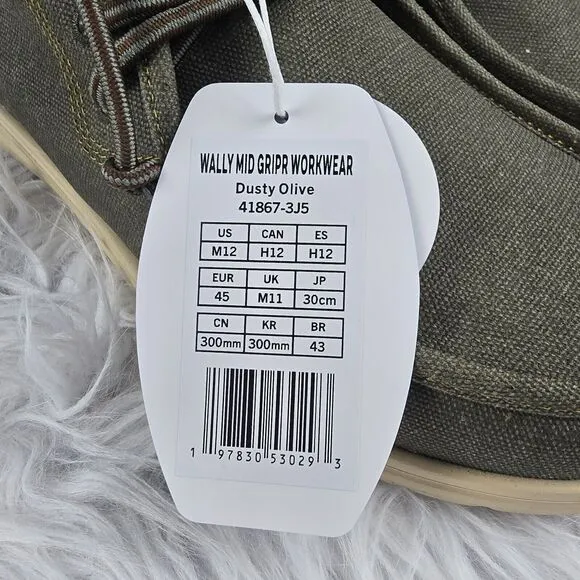 WALLY MID GRIPR WORKWEAR
Dusty Olive
41867-3J5
US CAN ES
M12 H12 H12
EUR UK JP
45 M11 30cm
CN KR BR
300mm 300mm 43
1 97830 53029 3